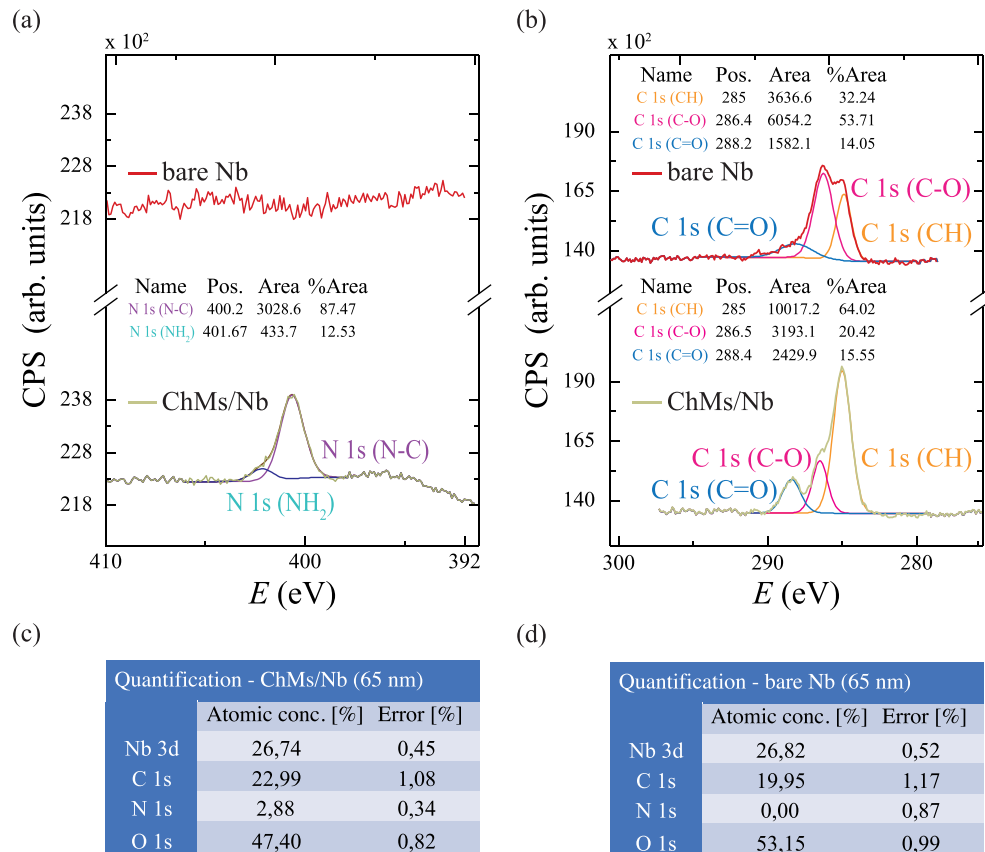 (a)
x 10²
238
228
218
bare Nb
Name Pos. Area %Area
N 1s (N-C) 400.2 3028.6 87.47
N 1s (NH₂) 401.67 433.7 12.53
238
228
218
ChMs/Nb
N 1s (N-C)
N 1s (NH₂)
CPS (arb. units)
410 400 392
E (eV)
(b)
x 10²
Name Pos. Area %Area
C 1s (CH) 285 3636.6 32.24
C 1s (C-O) 286.4 6054.2 53.71
C 1s (C=O) 288.2 1582.1 14.05
190
165
140
bare Nb
C 1s (C-O)
C 1s (C=O)
C 1s (CH)
Name Pos. Area %Area
C 1s (CH) 285 10017.2 64.02
C 1s (C-O) 286.5 3193.1 20.42
C 1s (C=O) 288.4 2429.9 15.55
190
165
140
ChMs/Nb
C 1s (C-O)
C 1s (CH)
C 1s (C=O)
CPS (arb. units)
300 290 280
E (eV)
(c)
Quantification - ChMs/Nb (65 nm)
Atomic conc. [%] Error [%]
Nb 3d 26,74 0,45
C 1s 22,99 1,08
N 1s 2,88 0,34
O 1s 47,40 0,82
(d)
Quantification - bare Nb (65 nm)
Atomic conc. [%] Error [%]
Nb 3d 26,82 0,52
C 1s 19,95 1,17
N 1s 0,00 0,87
O 1s 53,15 0,99